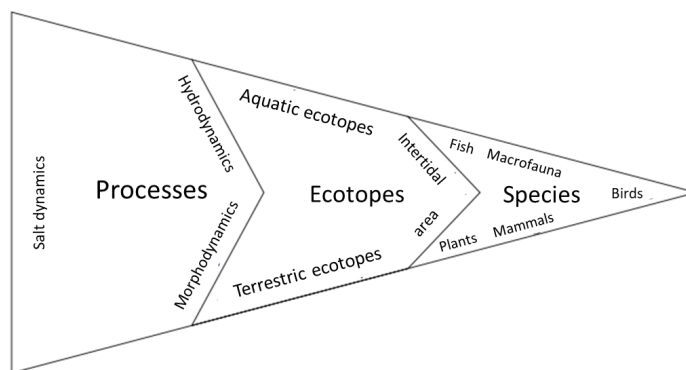 Salt dynamics
Processes
Hydrodynamics
Morphodynamics
Aquatic ecotopes
Ecotopes
Terrestric ecotopes
Intertidal
area
Fish Macrofauna
Species
Birds
Plants Mammals